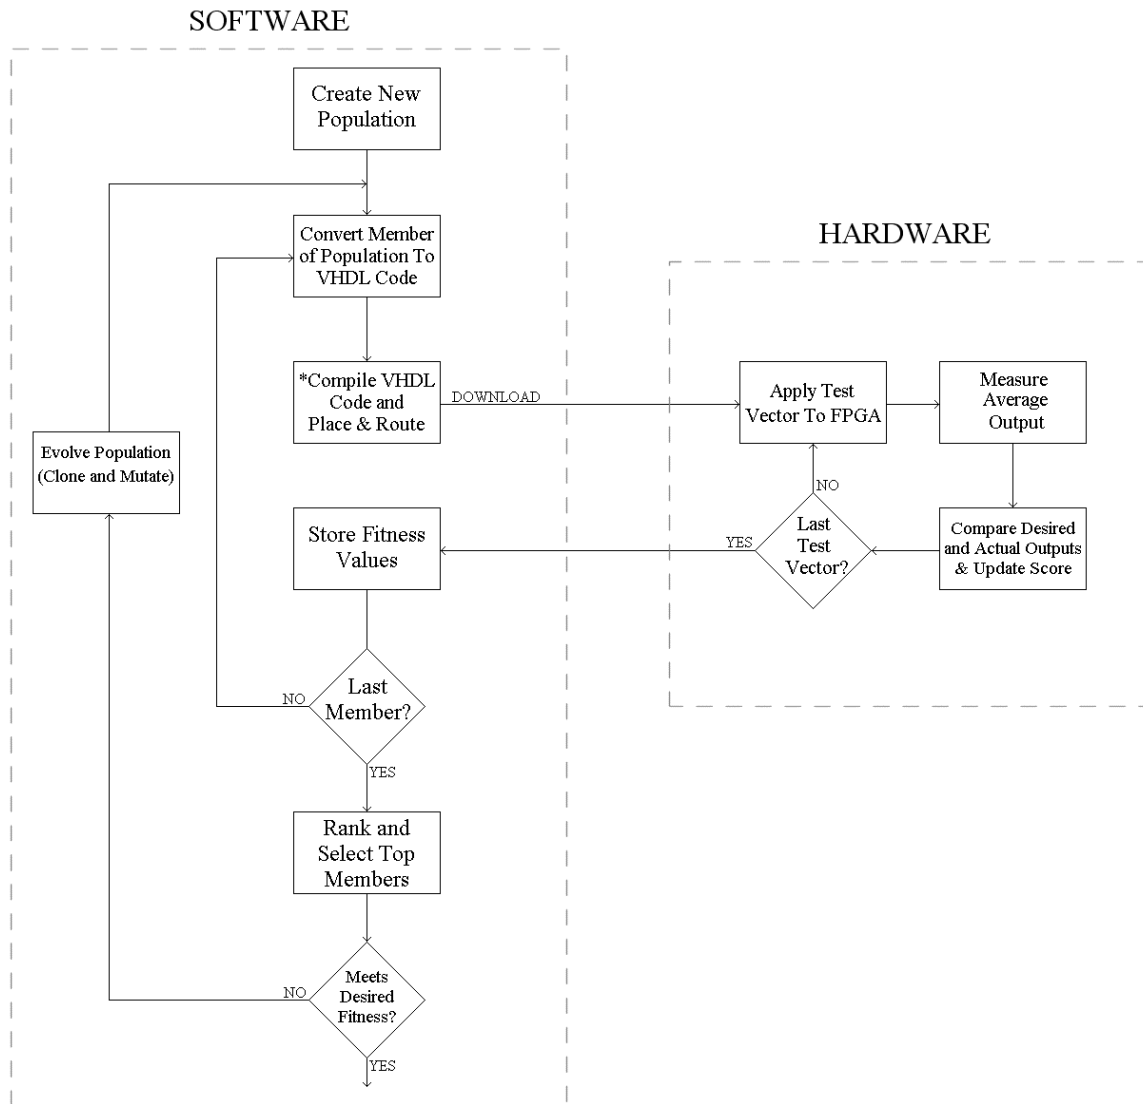 SOFTWARE
Create New
Population
Convert Member
of Population To
VHDL Code
*Compile VHDL
Code and
Place & Route
DOWNLOAD
Evolve Population
(Clone and Mutate)
Store Fitness
Values
Last
Member?
NO
YES
Rank and
Select Top
Members
Meets
Desired
Fitness?
NO
YES
HARDWARE
Apply Test
Vector To FPGA
Measure
Average
Output
Compare Desired
and Actual Outputs
& Update Score
Last
Test
Vector?
NO
YES